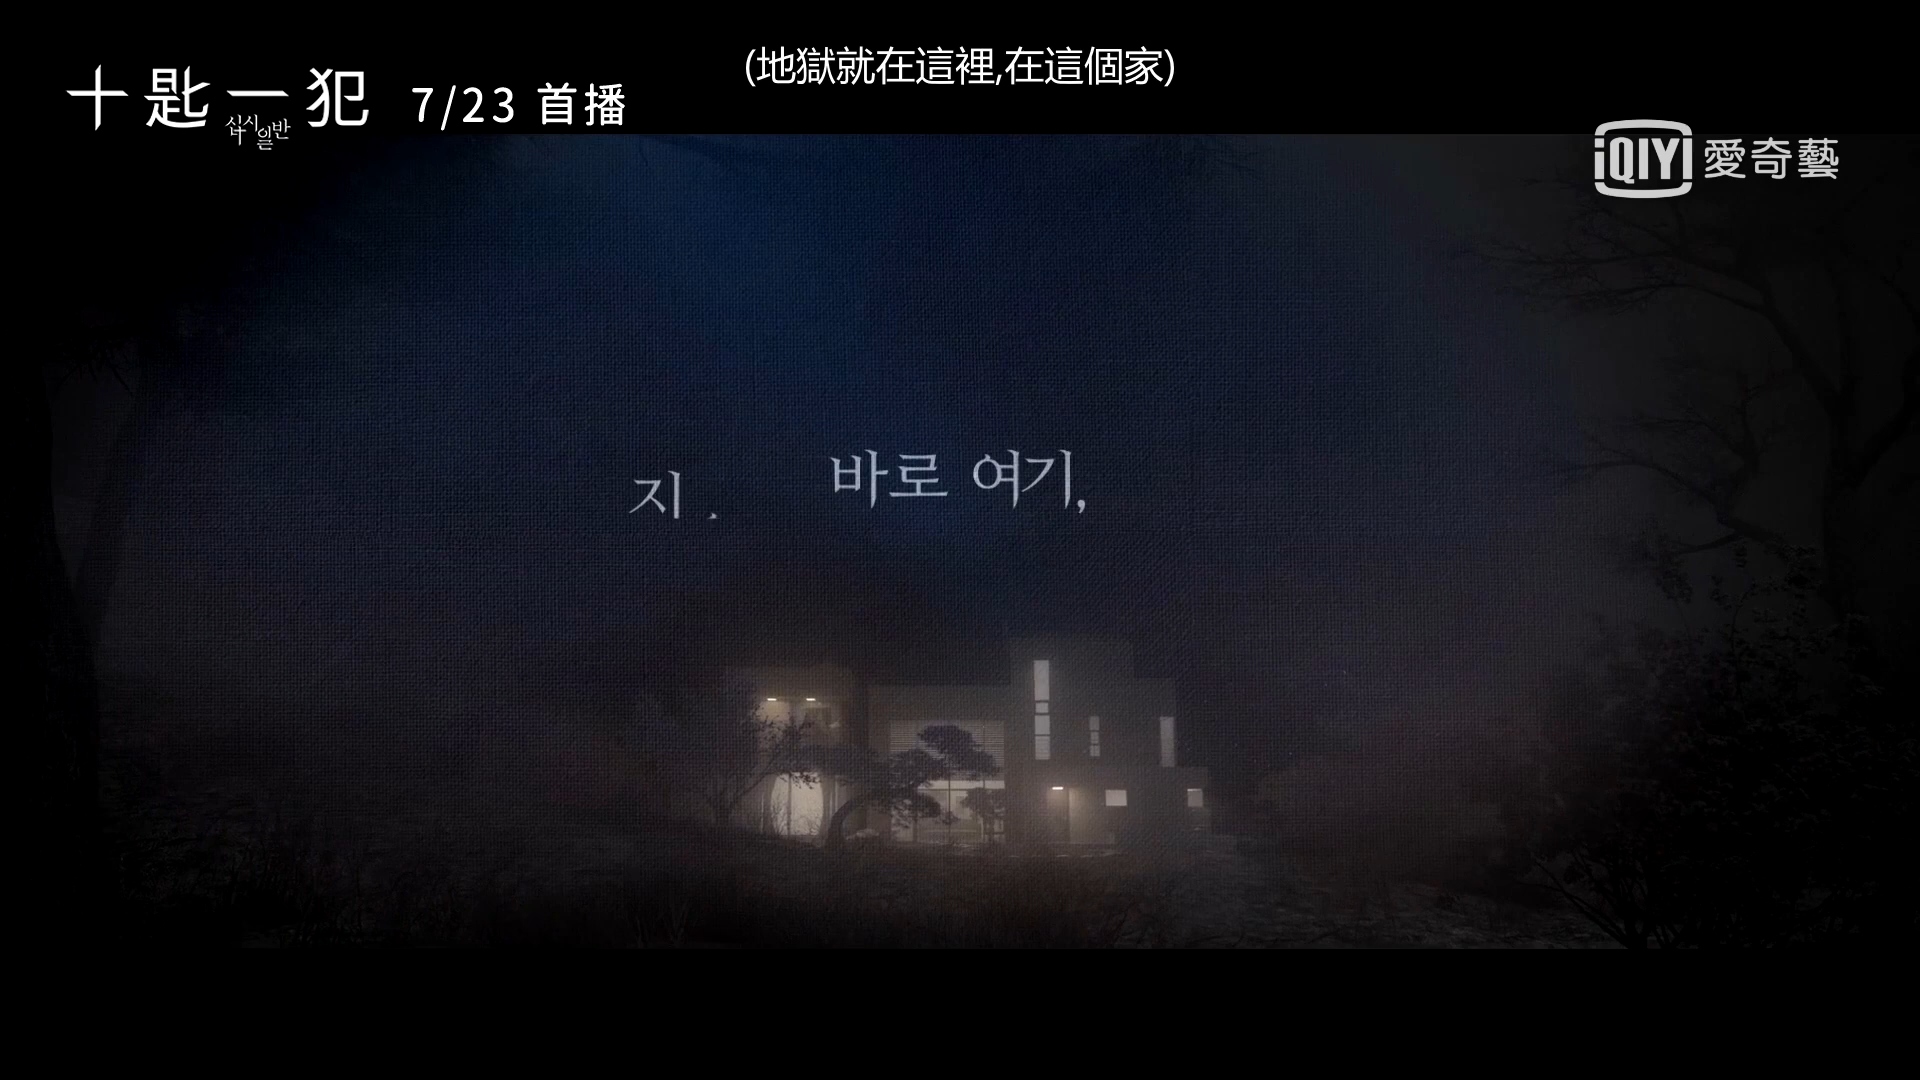 (地獄就在這裡,在這個家)
十匙一犯 7/23 首播
십시일반
iQIYI 愛奇藝
지 . 바로 여기,